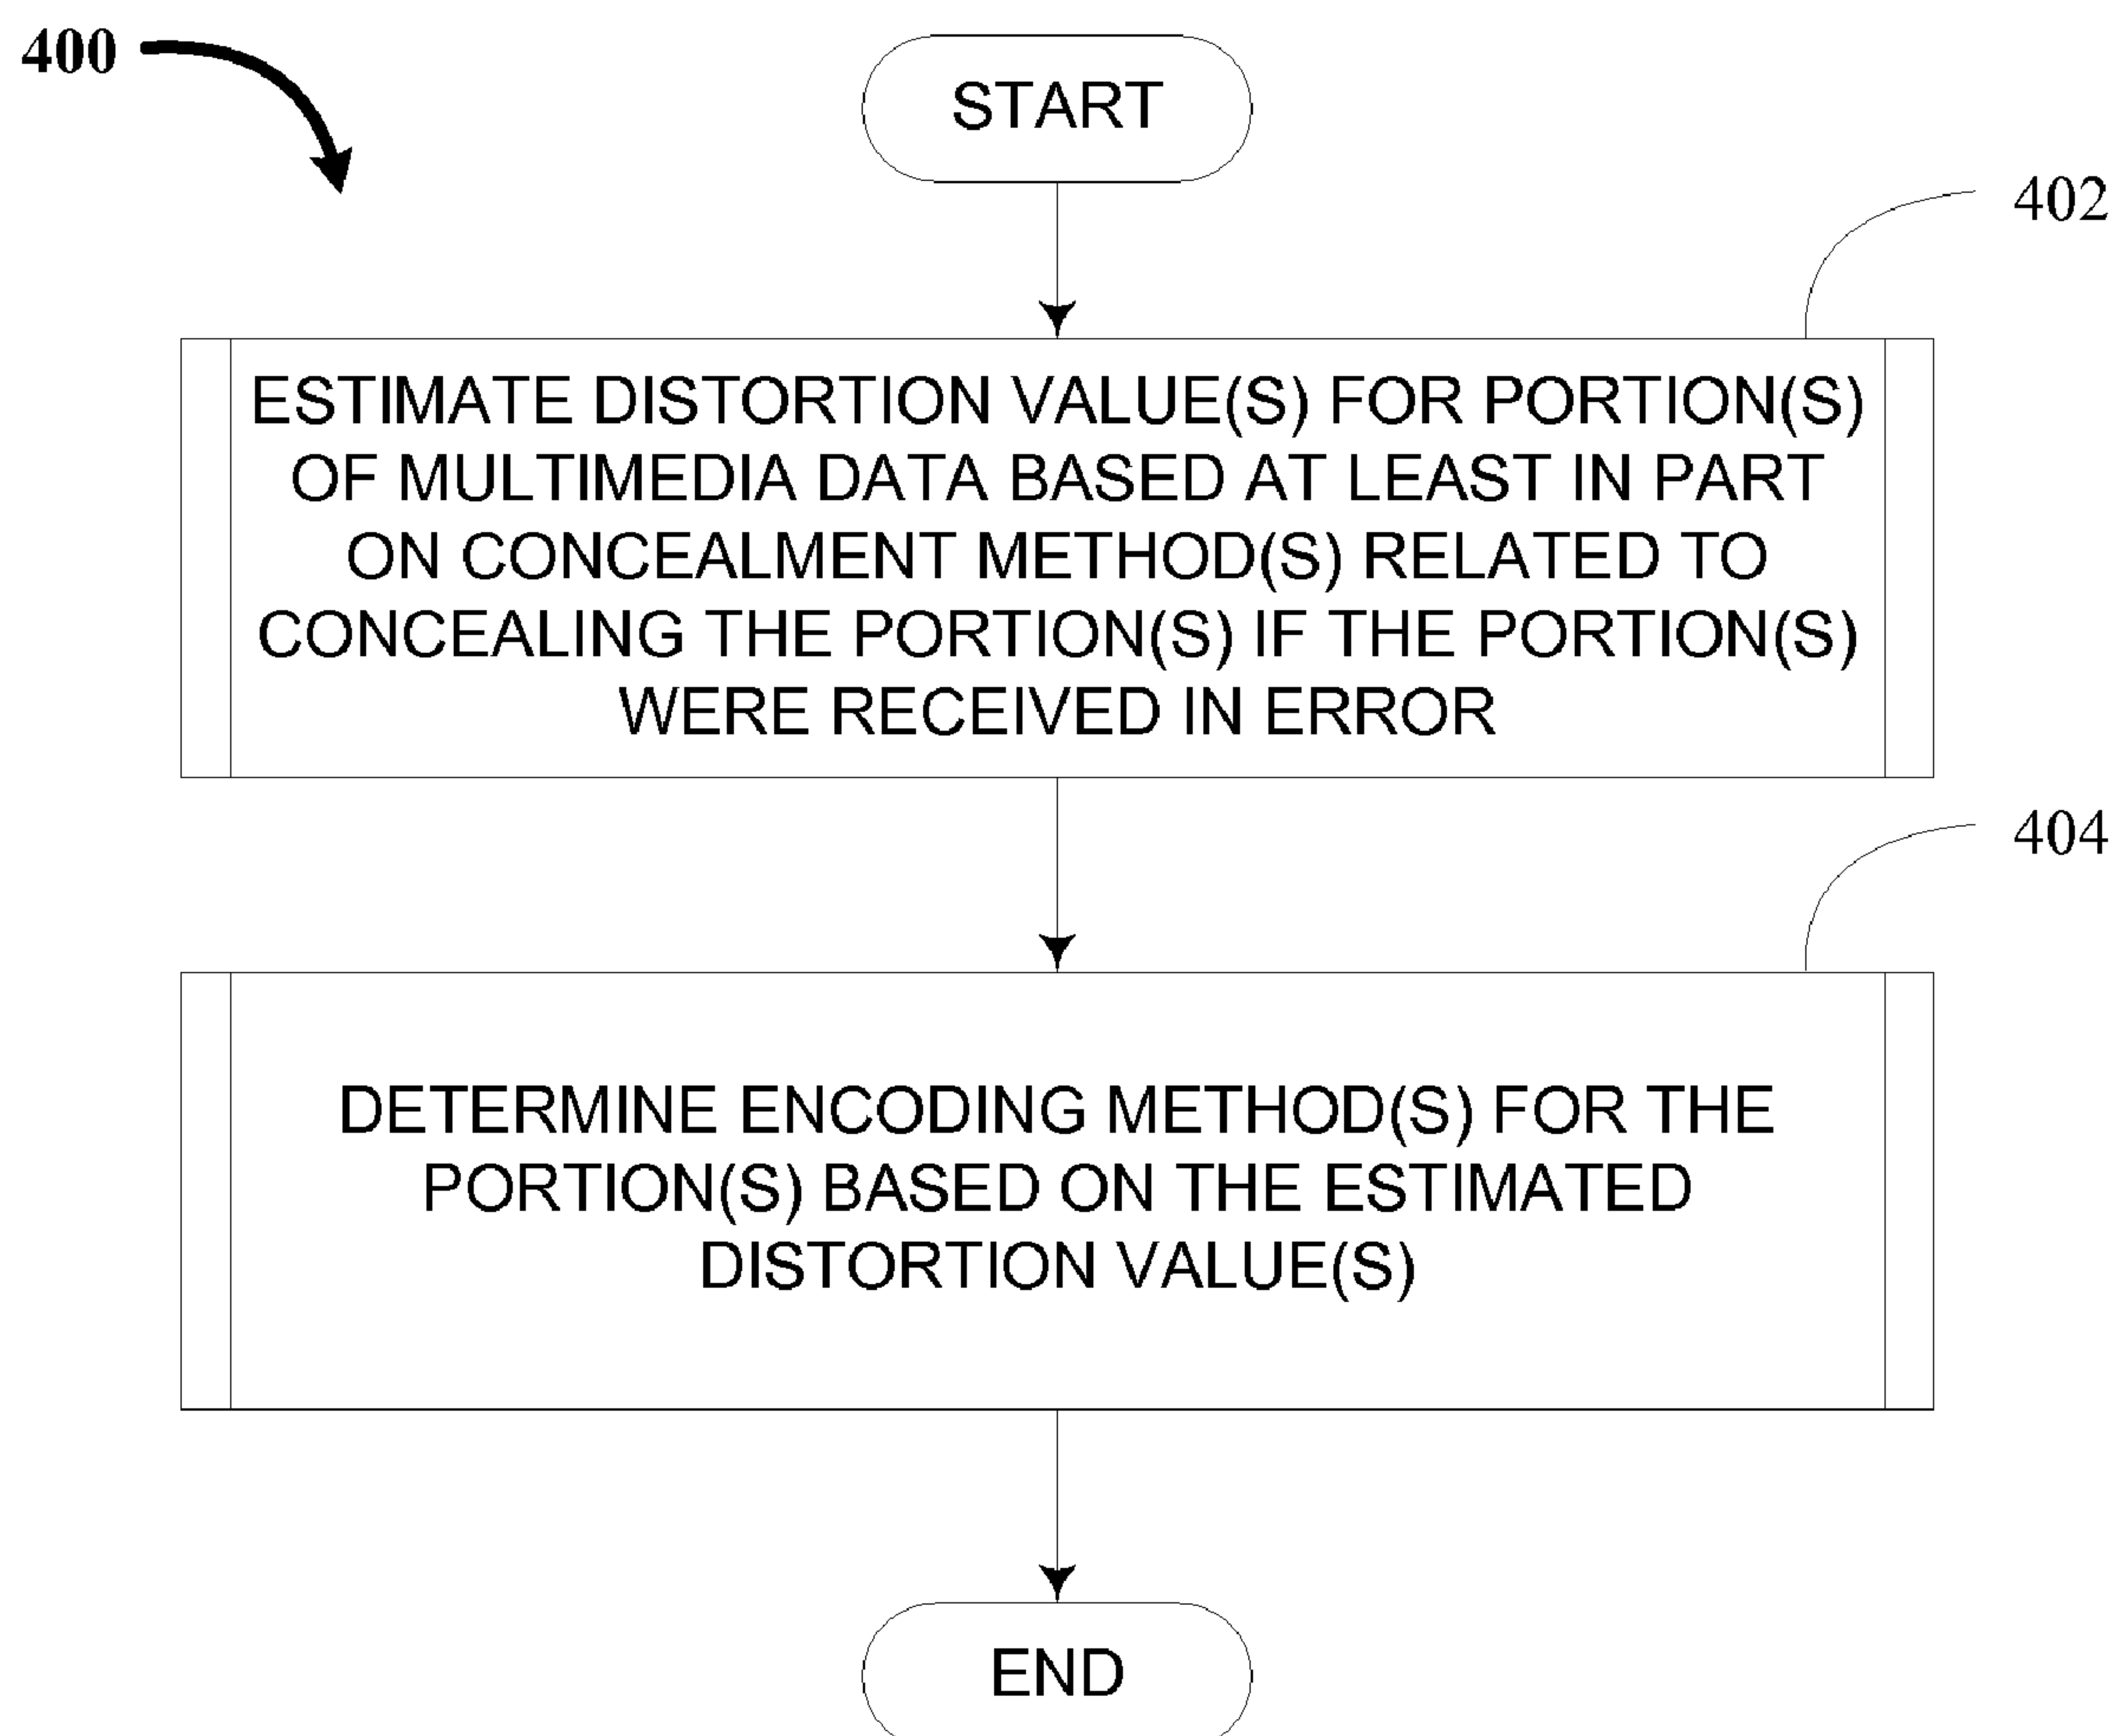 400
START
402
ESTIMATE DISTORTION VALUE(S) FOR PORTION(S)
OF MULTIMEDIA DATA BASED AT LEAST IN PART
ON CONCEALMENT METHOD(S) RELATED TO
CONCEALING THE PORTION(S) IF THE PORTION(S)
WERE RECEIVED IN ERROR
404
DETERMINE ENCODING METHOD(S) FOR THE
PORTION(S) BASED ON THE ESTIMATED
DISTORTION VALUE(S)
END